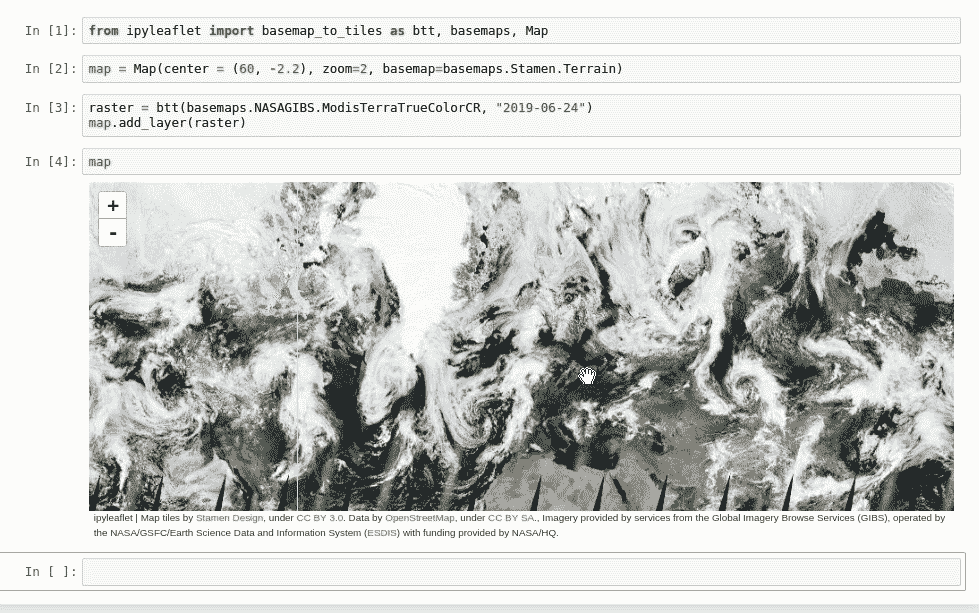 In [1]: from ipyleaflet import basemap_to_tiles as btt, basemaps, Map
In [2]: map = Map(center = (60, -2.2), zoom=2, basemap=basemaps.Stamen.Terrain)
In [3]: raster = btt(basemaps.NASAGIBS.ModisTerraTrueColorCR, "2019-06-24")
map.add_layer(raster)
In [4]: map
+
-
ipyleaflet | Map tiles by Stamen Design, under CC BY 3.0. Data by OpenStreetMap, under CC BY SA., Imagery provided by services from the Global Imagery Browse Services (GIBS), operated by
the NASA/GSFC/Earth Science Data and Information System (ESDIS) with funding provided by NASA/HQ.
In [ ]: